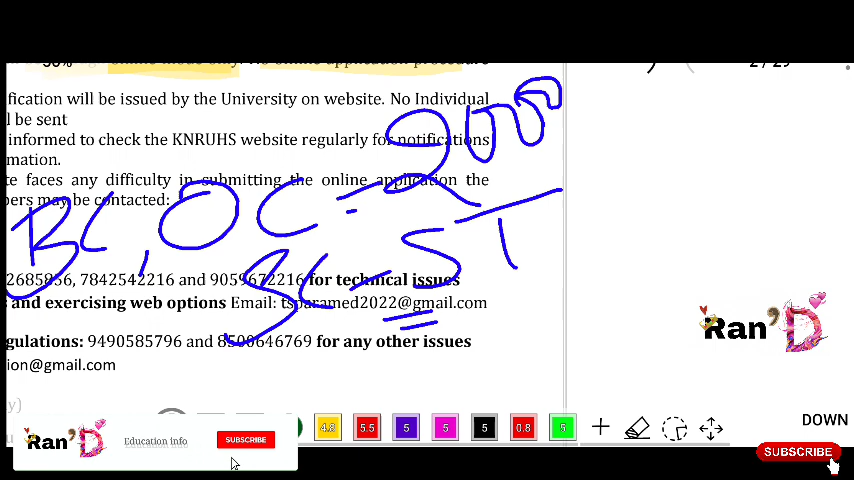 50%
2 / 29
fication will be issued by the University on website. No Individual
l be sent
informed to check the KNRUHS website regularly for notifications
mation.
te faces any difficulty in submitting the online application the
bers may be contacted:
BC, OC = 2000
BC - ST
2685856, 7842542216 and 9059672216 for technical issues
s and exercising web options Email: tsparamed2022@gmail.com
gulations: 9490585796 and 8500646769 for any other issues
ion@gmail.com
Ran'D
4.8 5.5 5 5 5 0.8 5
DOWN
Ran'D Education info SUBSCRIBE
SUBSCRIBE